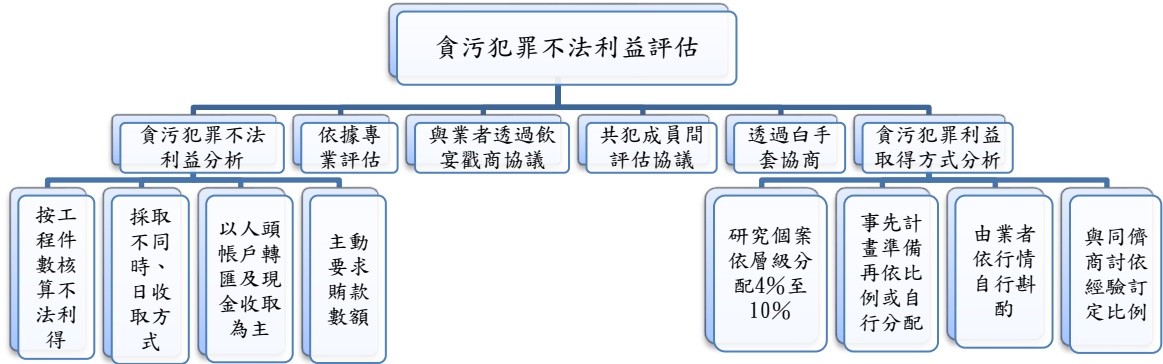 貪污犯罪不法利益評估
貪污犯罪不法
利益分析
依據專
業評估
與業者透過飲
宴戳商協議
共犯成員間
評估協議
透過白手
套協商
貪污犯罪利益
取得方式分析
按工
程件
數核
算不
法利
得
採取
不同
時、
日收
取方
式
以人頭
帳戶轉
匯及現
金收取
為主
主動
要求
賄款
數額
研究個案
依層級分
配4%至
10%
事先計
畫準備
再依比
例或自
行分配
由業者
依行情
自行斟
酌
與同儕
商討依
經驗訂
定比例